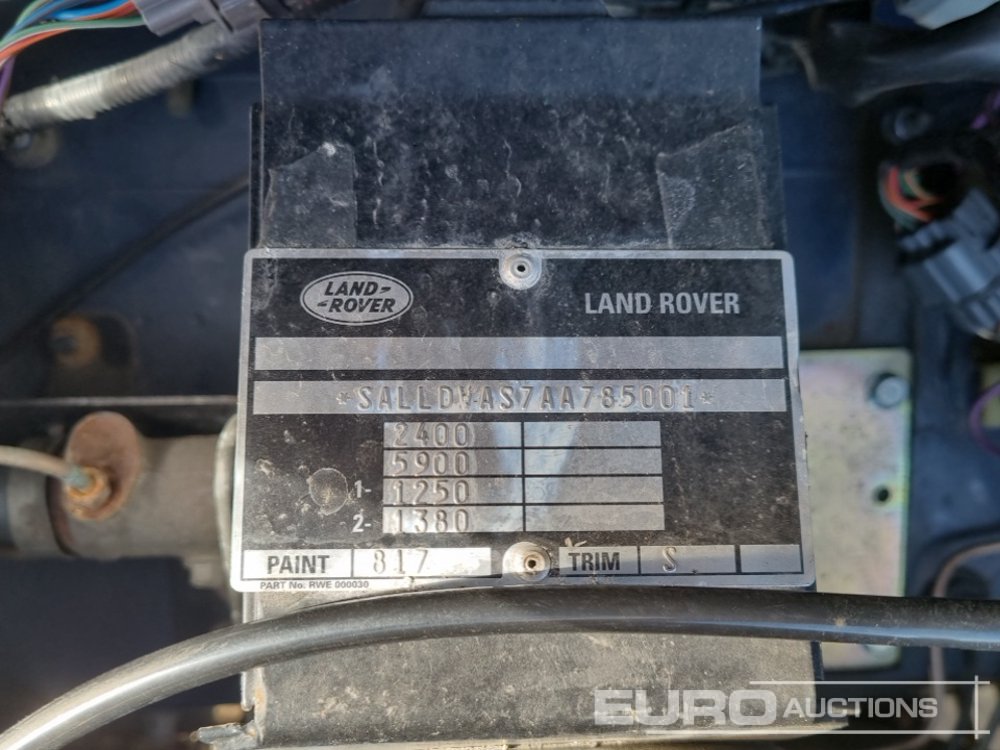 LAND-
-ROVER
LAND ROVER
*SALLDVAS7AA785001*
2400
5900
1- 1250
2- 1380
PAINT 817 TRIM S
PART No. RWE 000030
EURO AUCTIONS